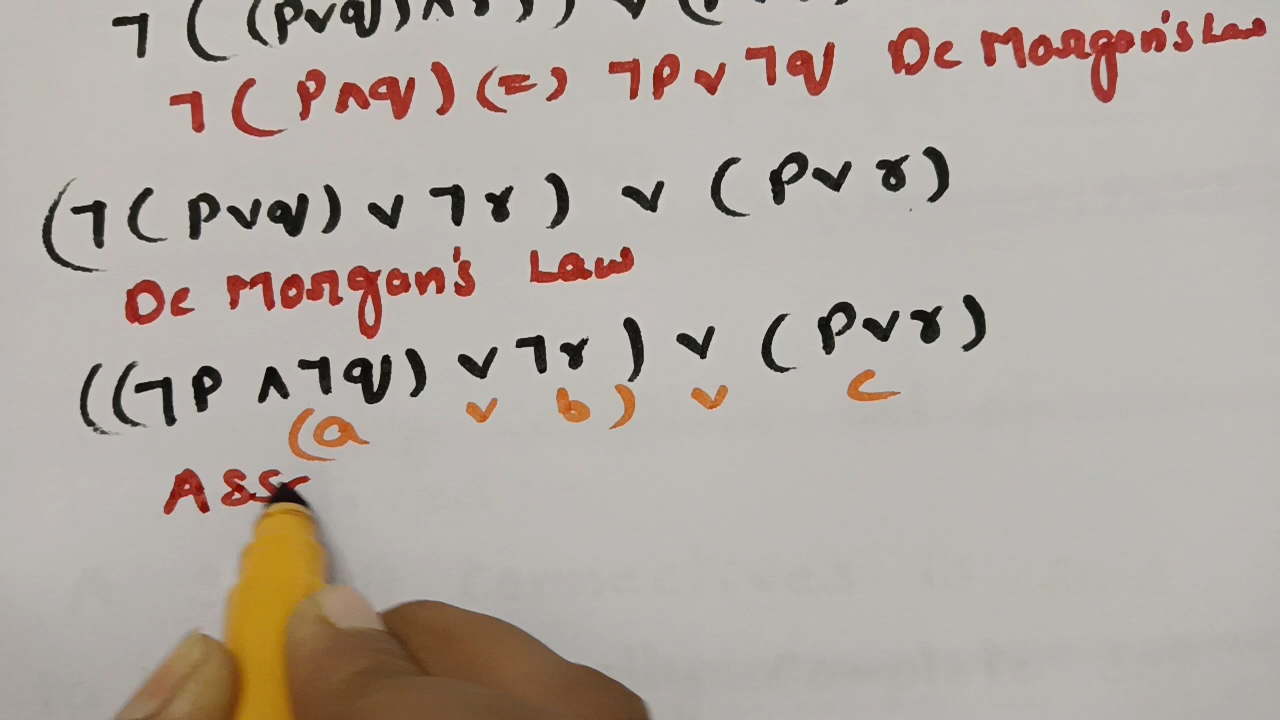 ¬(P∧q) (=) ¬P∨¬q De Morgan's Law
(¬(P∨q)∨¬r) ∨ (P∨r)
De Morgan's Law
((¬P∧¬q)∨¬r) ∨ (P∨r)
(a ∨ b) ∨ c
Ass